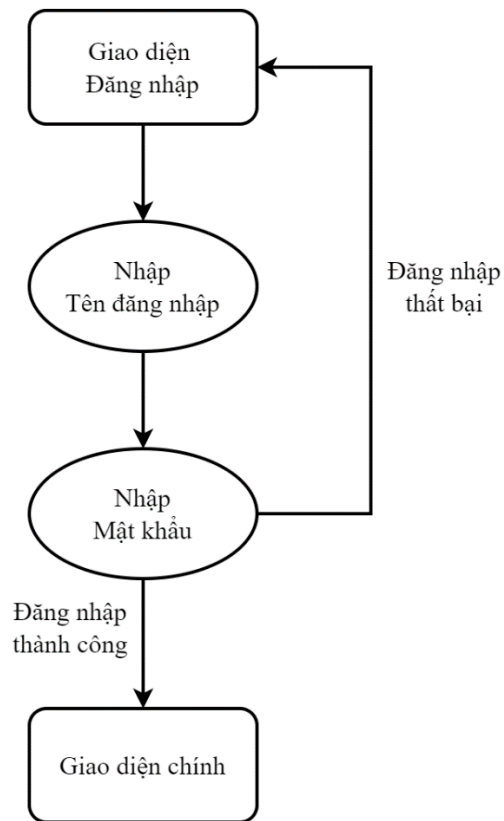 Giao diện
Đăng nhập
Nhập
Tên đăng nhập
Đăng nhập
thất bại
Nhập
Mật khẩu
Đăng nhập
thành công
Giao diện chính